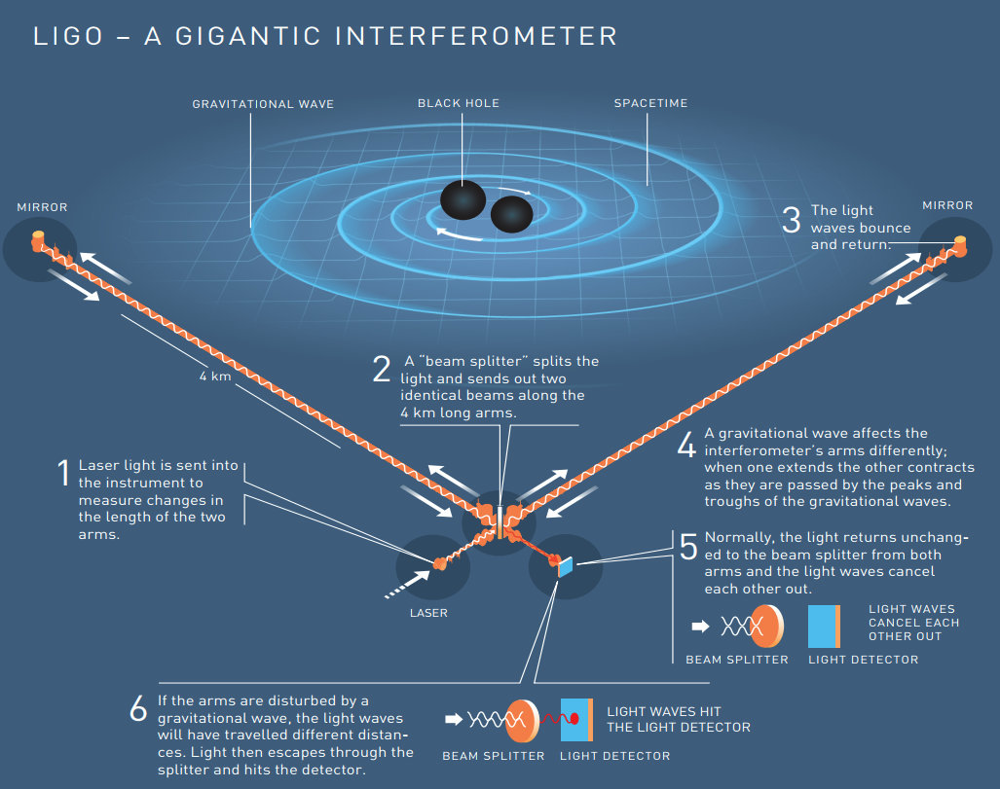 LIGO – A GIGANTIC INTERFEROMETER
GRAVITATIONAL WAVE
BLACK HOLE
SPACETIME
MIRROR
MIRROR
3
The light
waves bounce
and return.
4 km
2
A ¨beam splitter¨ splits the
light and sends out two
identical beams along the
4 km long arms.
1
Laser light is sent into
the instrument to
measure changes in
the length of the two
arms.
4
A gravitational wave affects the
interferometer´s arms differently;
when one extends the other contracts
as they are passed by the peaks and
troughs of the gravitational waves.
LASER
5
Normally, the light returns unchang-
ed to the beam splitter from both
arms and the light waves cancel
each other out.
LIGHT WAVES
CANCEL EACH
OTHER OUT
BEAM SPLITTER
LIGHT DETECTOR
6
If the arms are disturbed by a
gravitational wave, the light waves
will have travelled different distan-
ces. Light then escapes through the
splitter and hits the detector.
LIGHT WAVES HIT
THE LIGHT DETECTOR
BEAM SPLITTER
LIGHT DETECTOR